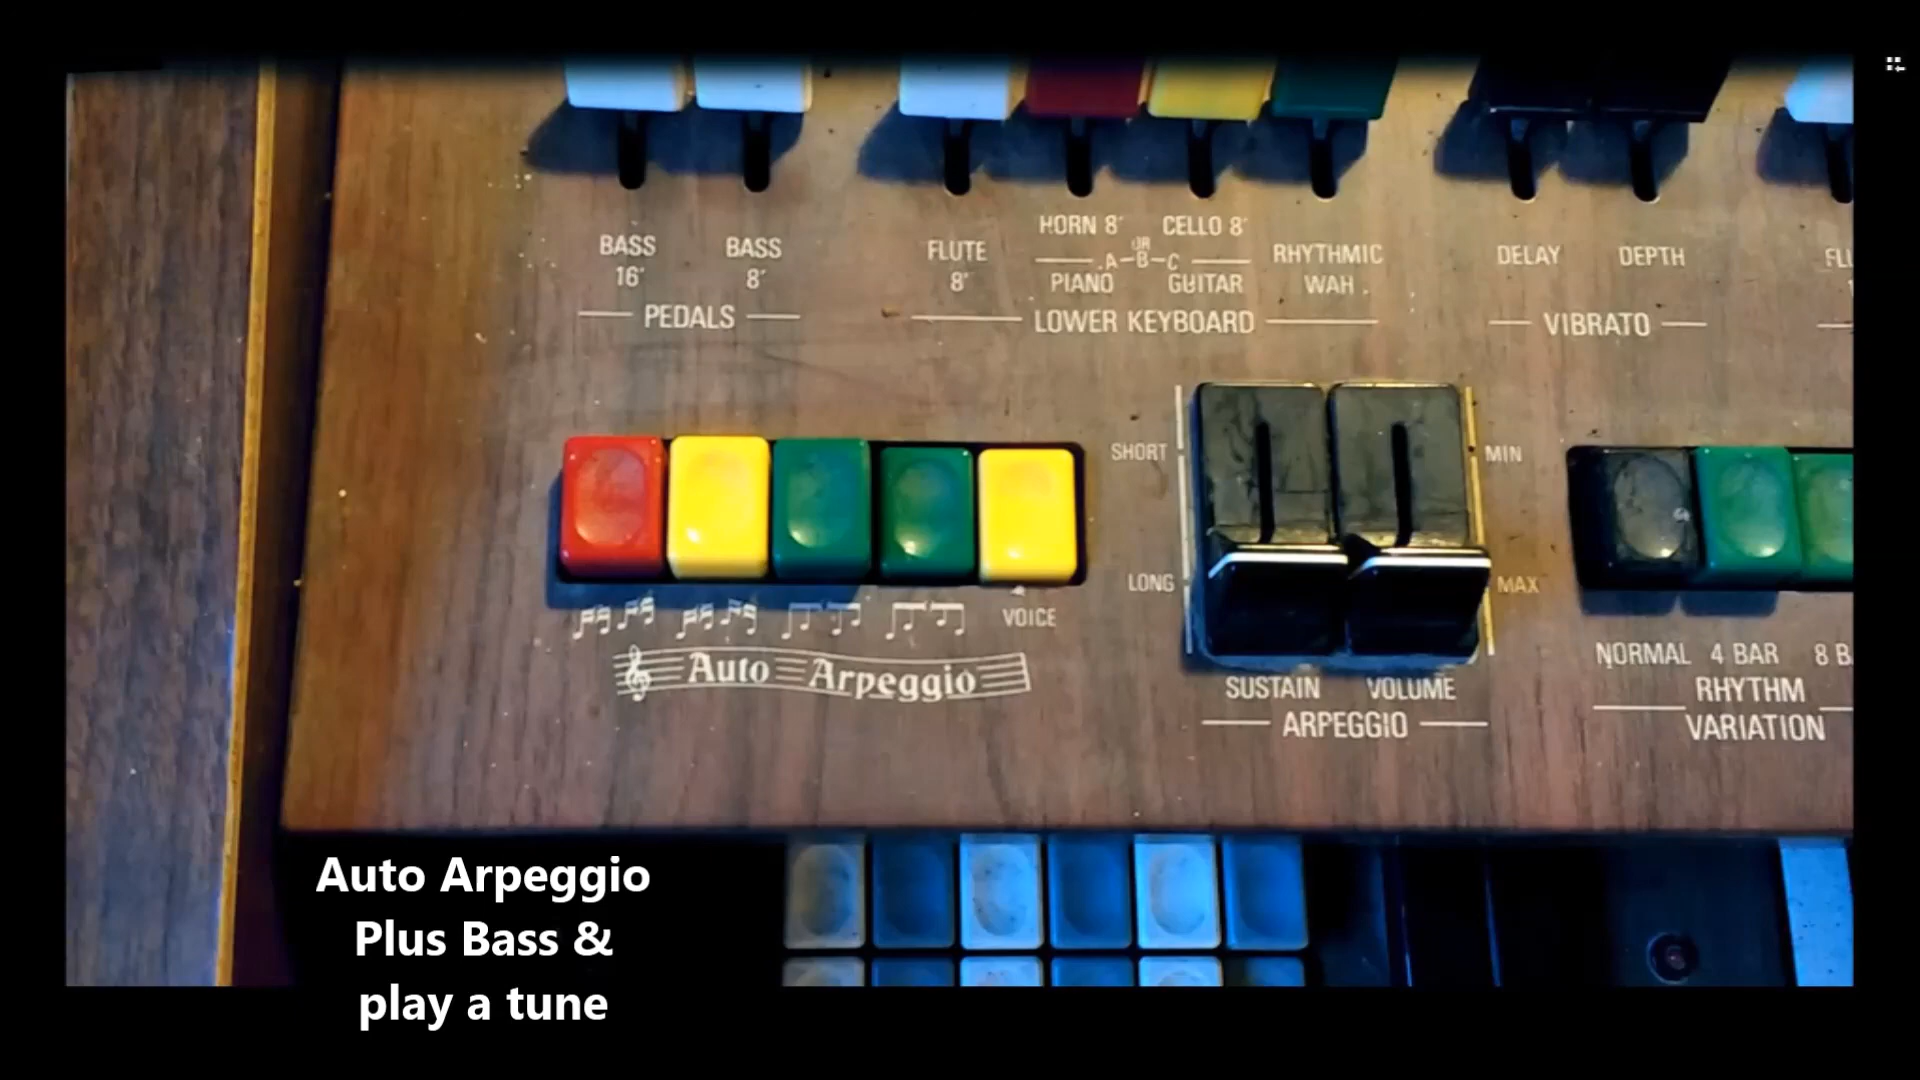 HORN 8' CELLO 8'
BASS BASS FLUTE OR RHYTHMIC DELAY DEPTH
A-B-C
16' 8' 8' PIANO GUITAR WAH
PEDALS LOWER KEYBOARD VIBRATO
SHORT MIN
LONG MAX
VOICE
Auto Arpeggio
NORMAL 4 BAR
SUSTAIN VOLUME RHYTHM
ARPEGGIO VARIATION
Auto Arpeggio
Plus Bass &
play a tune